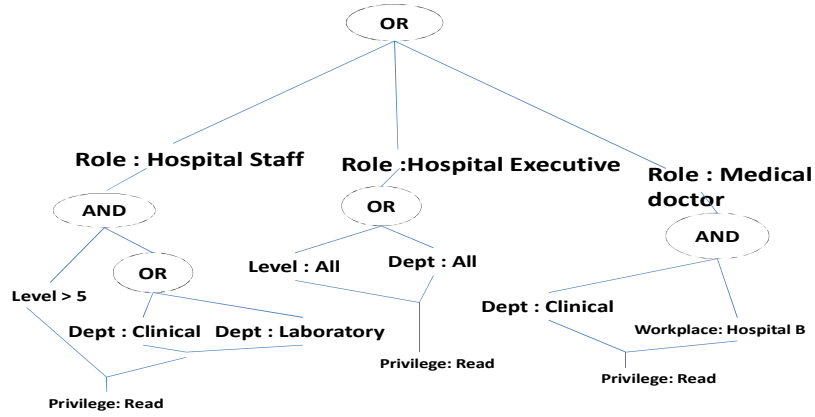 OR
Role : Hospital Staff
Role :Hospital Executive
Role : Medical
doctor
AND
OR
AND
OR
Level : All
Dept : All
Level > 5
Dept : Clinical
Dept : Clinical
Dept : Laboratory
Workplace: Hospital B
Privilege: Read
Privilege: Read
Privilege: Read